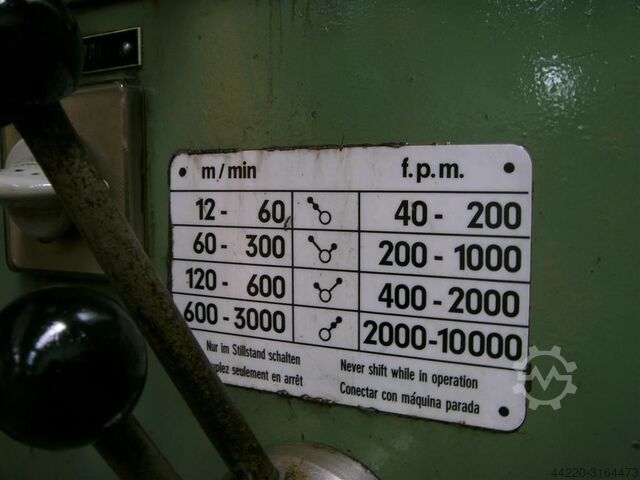 m/min f.p.m.
12 - 60 40 - 200
60 - 300 200 - 1000
120 - 600 400 - 2000
600 - 3000 2000-10000
Nur im Stillstand schalten Never shift while in operation
seulement en arrêt Conectar con máquina parada
44220-3164473